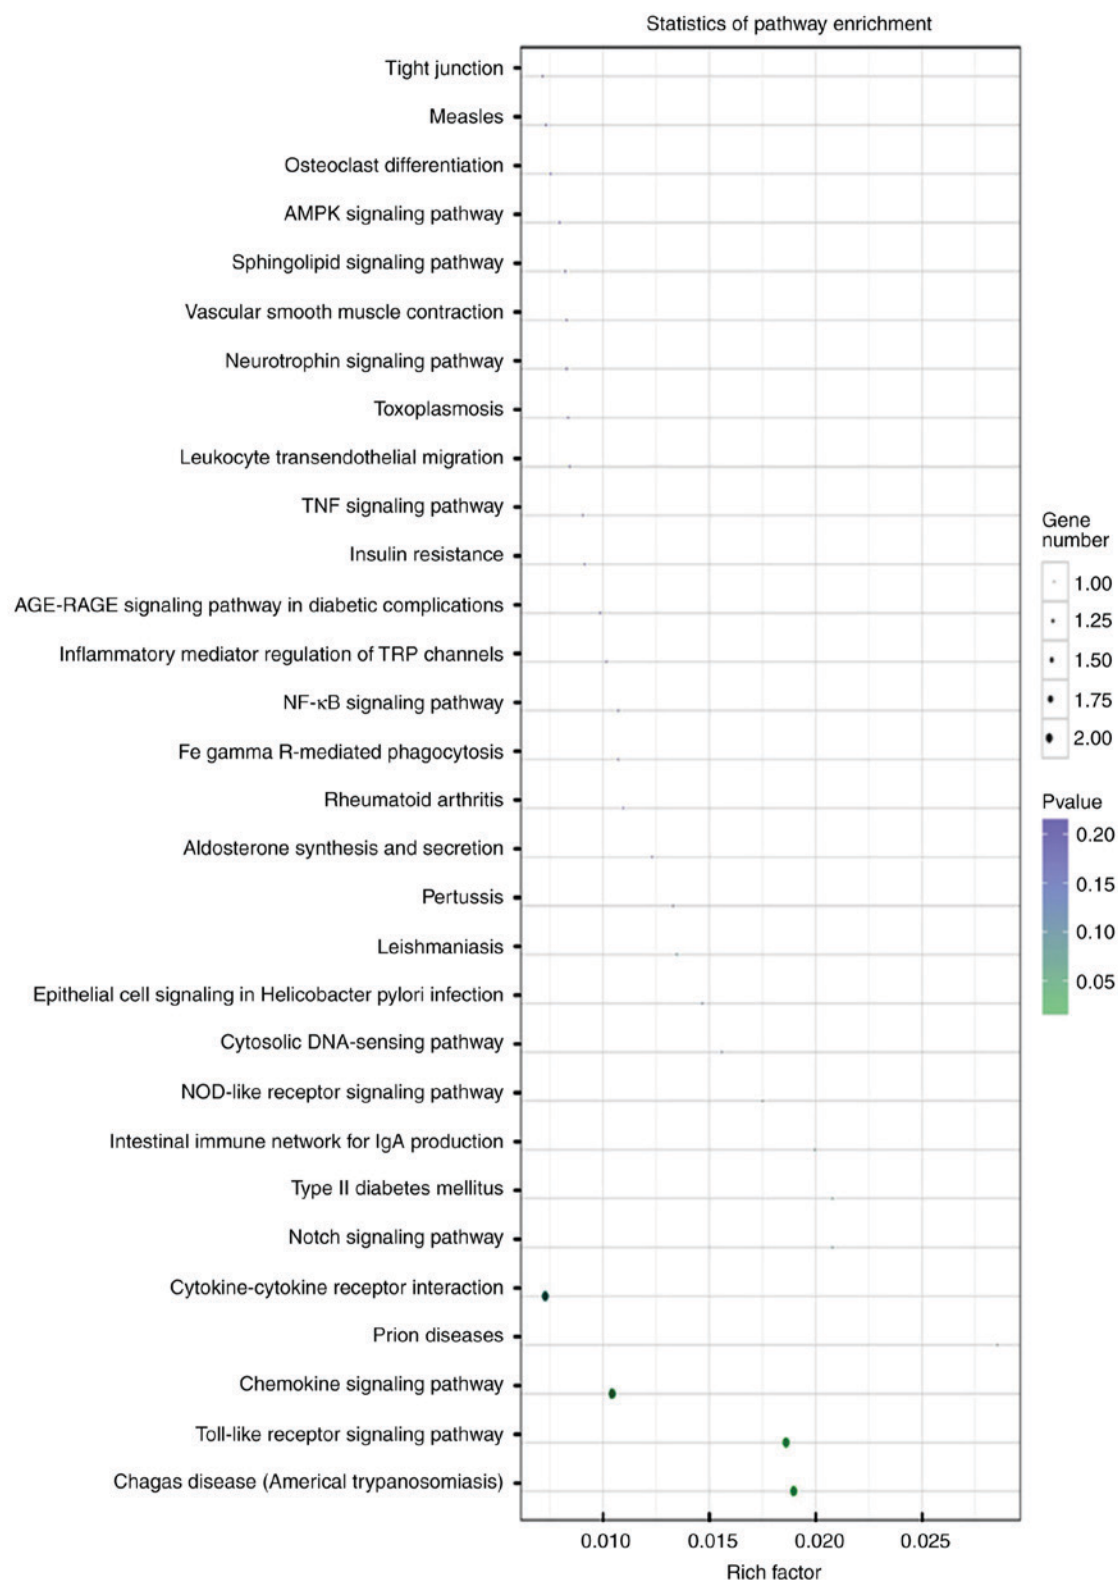 Statistics of pathway enrichment
Tight junction
Measles
Osteoclast differentiation
AMPK signaling pathway
Sphingolipid signaling pathway
Vascular smooth muscle contraction
Neurotrophin signaling pathway
Toxoplasmosis
Leukocyte transendothelial migration
TNF signaling pathway
Insulin resistance
AGE-RAGE signaling pathway in diabetic complications
Inflammatory mediator regulation of TRP channels
NF-κB signaling pathway
Fe gamma R-mediated phagocytosis
Rheumatoid arthritis
Aldosterone synthesis and secretion
Pertussis
Leishmaniasis
Epithelial cell signaling in Helicobacter pylori infection
Cytosolic DNA-sensing pathway
NOD-like receptor signaling pathway
Intestinal immune network for IgA production
Type II diabetes mellitus
Notch signaling pathway
Cytokine-cytokine receptor interaction
Prion diseases
Chemokine signaling pathway
Toll-like receptor signaling pathway
Chagas disease (Americal trypanosomiasis)
0.010 0.015 0.020 0.025
Rich factor
Gene
number
1.00
1.25
1.50
1.75
2.00
Pvalue
0.20
0.15
0.10
0.05